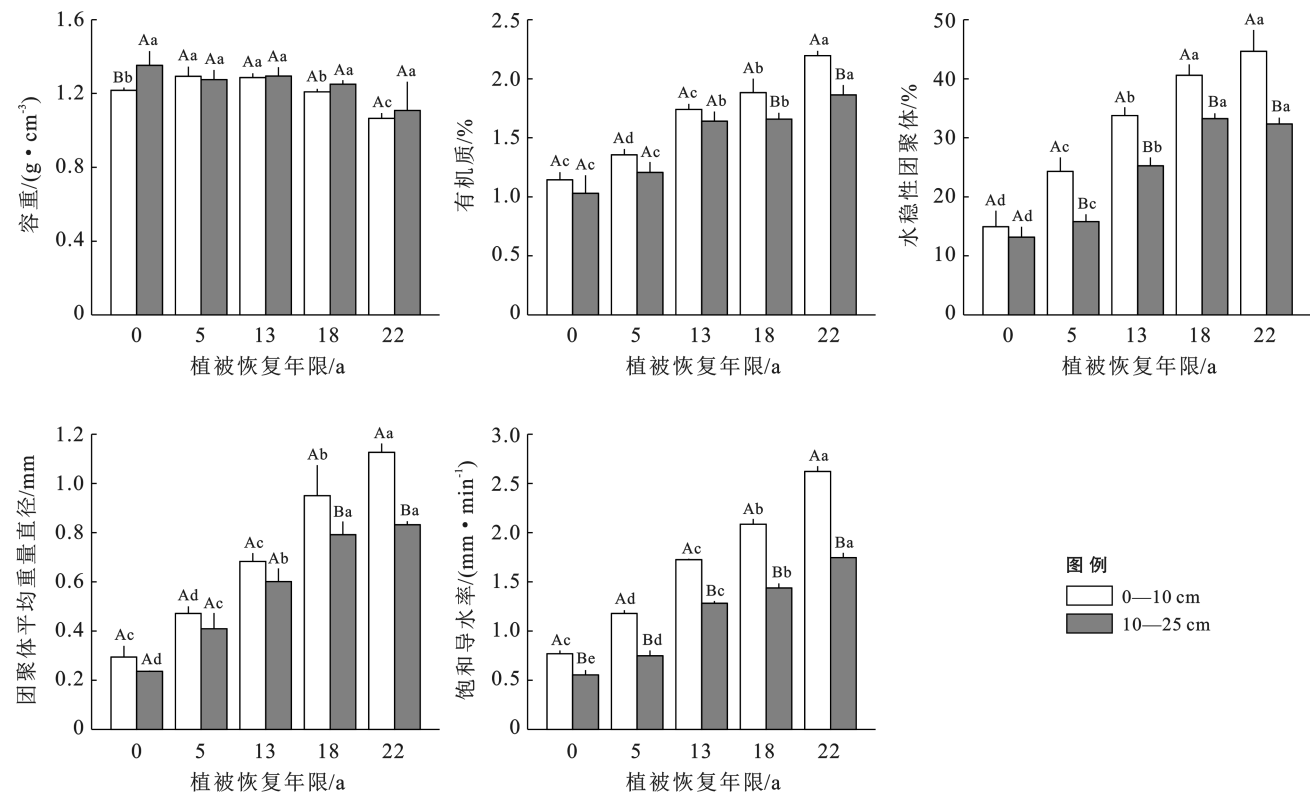 容重/(g·cm⁻³)
1.6
1.2
0.8
0.4
0
Bb Aa Aa Aa Aa Aa Ab Aa Ac Aa
0 5 13 18 22
植被恢复年限/a
有机质/%
2.5
2.0
1.5
1.0
0.5
0
Ac Ac Ad Ac Ac Ab Ab Bb Aa Ba
0 5 13 18 22
植被恢复年限/a
水稳性团聚体/%
50
40
30
20
10
0
Ad Ad Ac Bc Ab Bb Aa Ba Aa Ba
0 5 13 18 22
植被恢复年限/a
团聚体平均重量直径/mm
1.2
1.0
0.8
0.6
0.4
0.2
0
Ac Ad Ad Ac Ac Ab Ab Ba Aa Ba
0 5 13 18 22
植被恢复年限/a
饱和导水率/(mm·min⁻¹)
3.0
2.5
2.0
1.5
1.0
0.5
0
Ac Be Ad Bd Ac Bc Ab Bb Aa Ba
0 5 13 18 22
植被恢复年限/a
图例
0—10 cm
10—25 cm